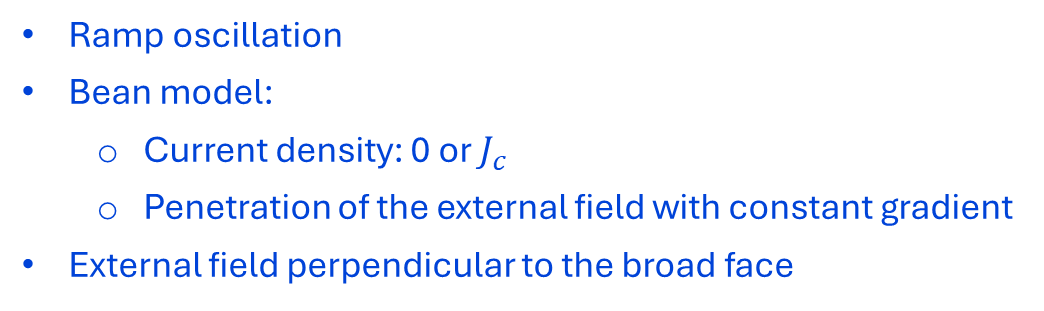 • Ramp oscillation
• Bean model:
o Current density: 0 or J_c
o Penetration of the external field with constant gradient
• External field perpendicular to the broad face